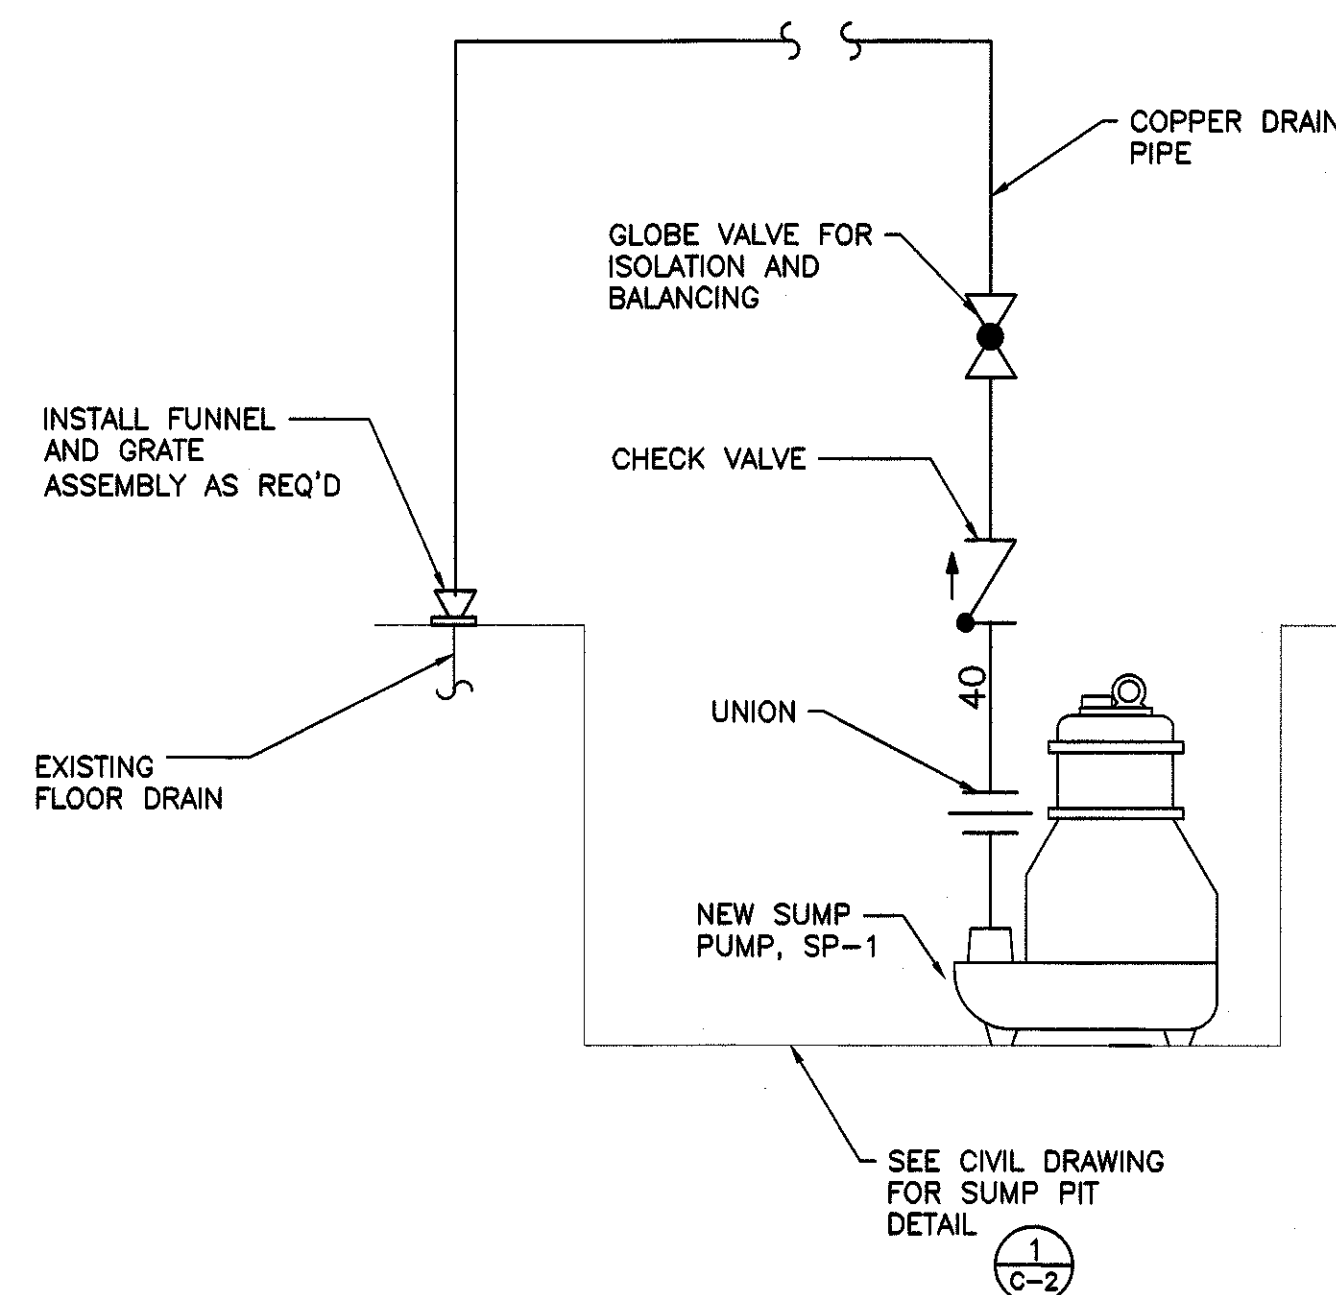 COPPER DRAIN
PIPE
GLOBE VALVE FOR
ISOLATION AND
BALANCING
INSTALL FUNNEL
AND GRATE
ASSEMBLY AS REQ'D
CHECK VALVE
40
UNION
EXISTING
FLOOR DRAIN
NEW SUMP
PUMP, SP-1
SEE CIVIL DRAWING
FOR SUMP PIT
DETAIL
1
C-2